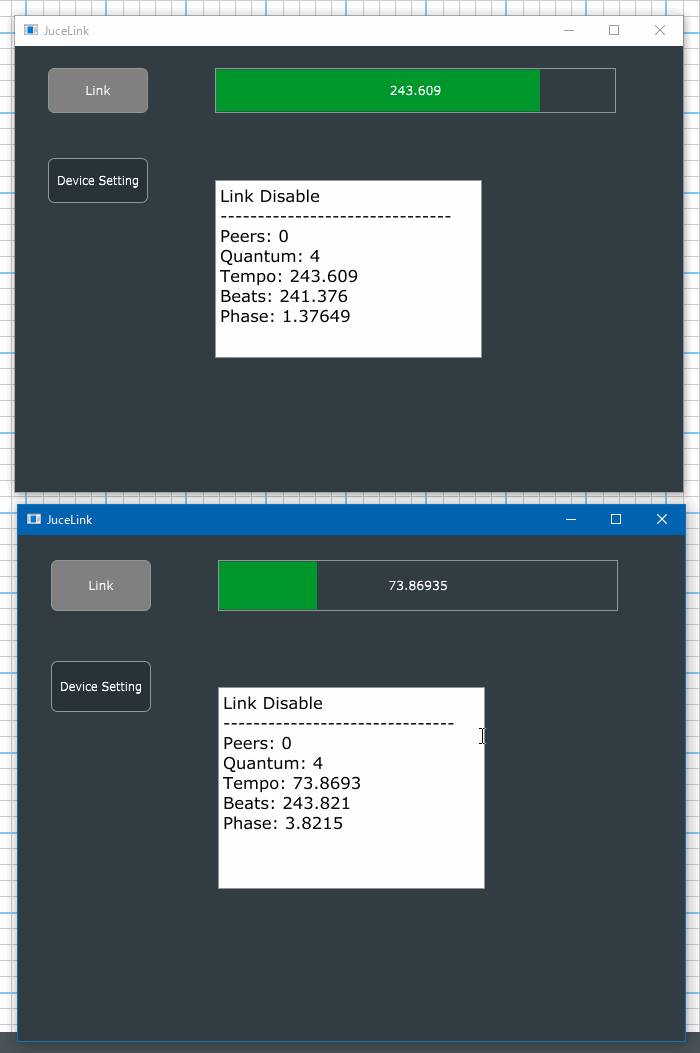 JuceLink
Link
243.609
Device Setting
Link Disable
-------------------------------
Peers: 0
Quantum: 4
Tempo: 243.609
Beats: 241.376
Phase: 1.37649
JuceLink
Link
73.86935
Device Setting
Link Disable
-------------------------------
Peers: 0
Quantum: 4
Tempo: 73.8693
Beats: 243.821
Phase: 3.8215